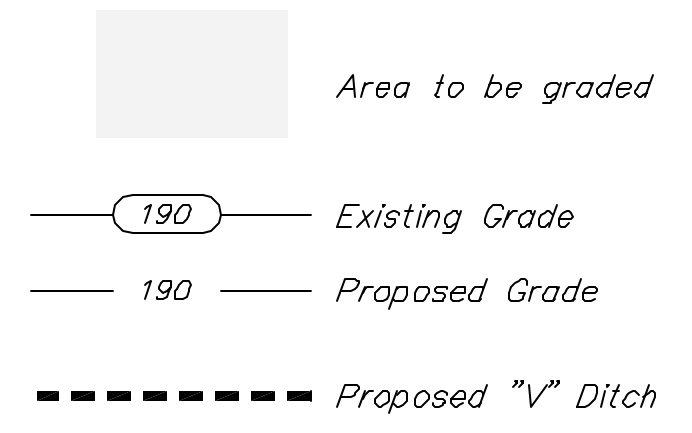 Area to be graded
190 Existing Grade
190 Proposed Grade
Proposed "V" Ditch